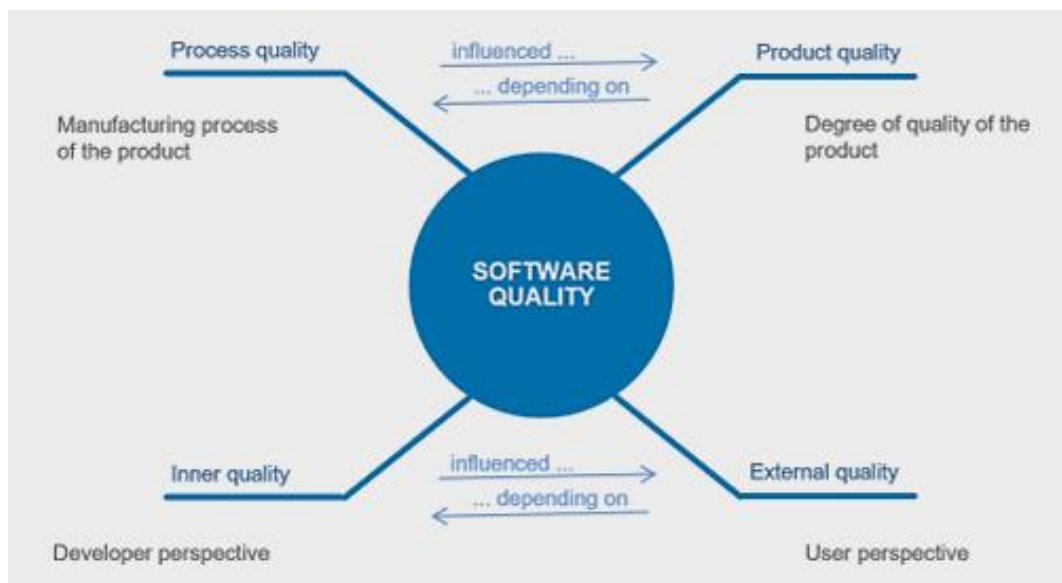 Process quality
influenced ...
Product quality
... depending on
Manufacturing process
of the product
Degree of quality of the
product
SOFTWARE
QUALITY
Inner quality
influenced ...
External quality
... depending on
Developer perspective
User perspective